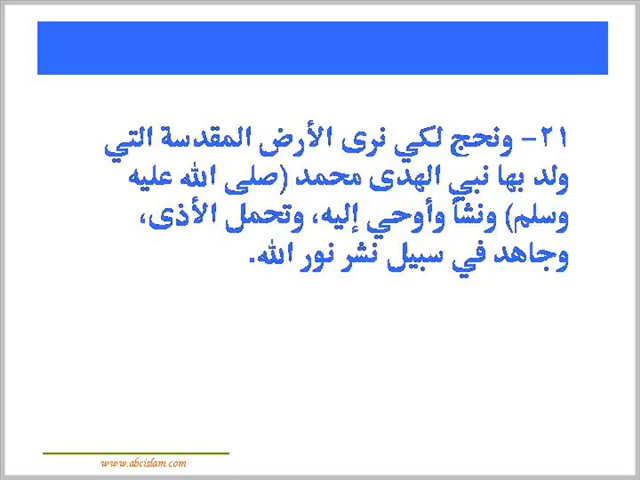 ٢١- ونحج لكي نرى الأرض المقدسة التي
ولد بها نبي الهدى محمد (صلى الله عليه
وسلم) ونشأ وأوحي إليه، وتحمل الأذى،
وجاهد في سبيل نشر نور الله.
www.abcislam.com